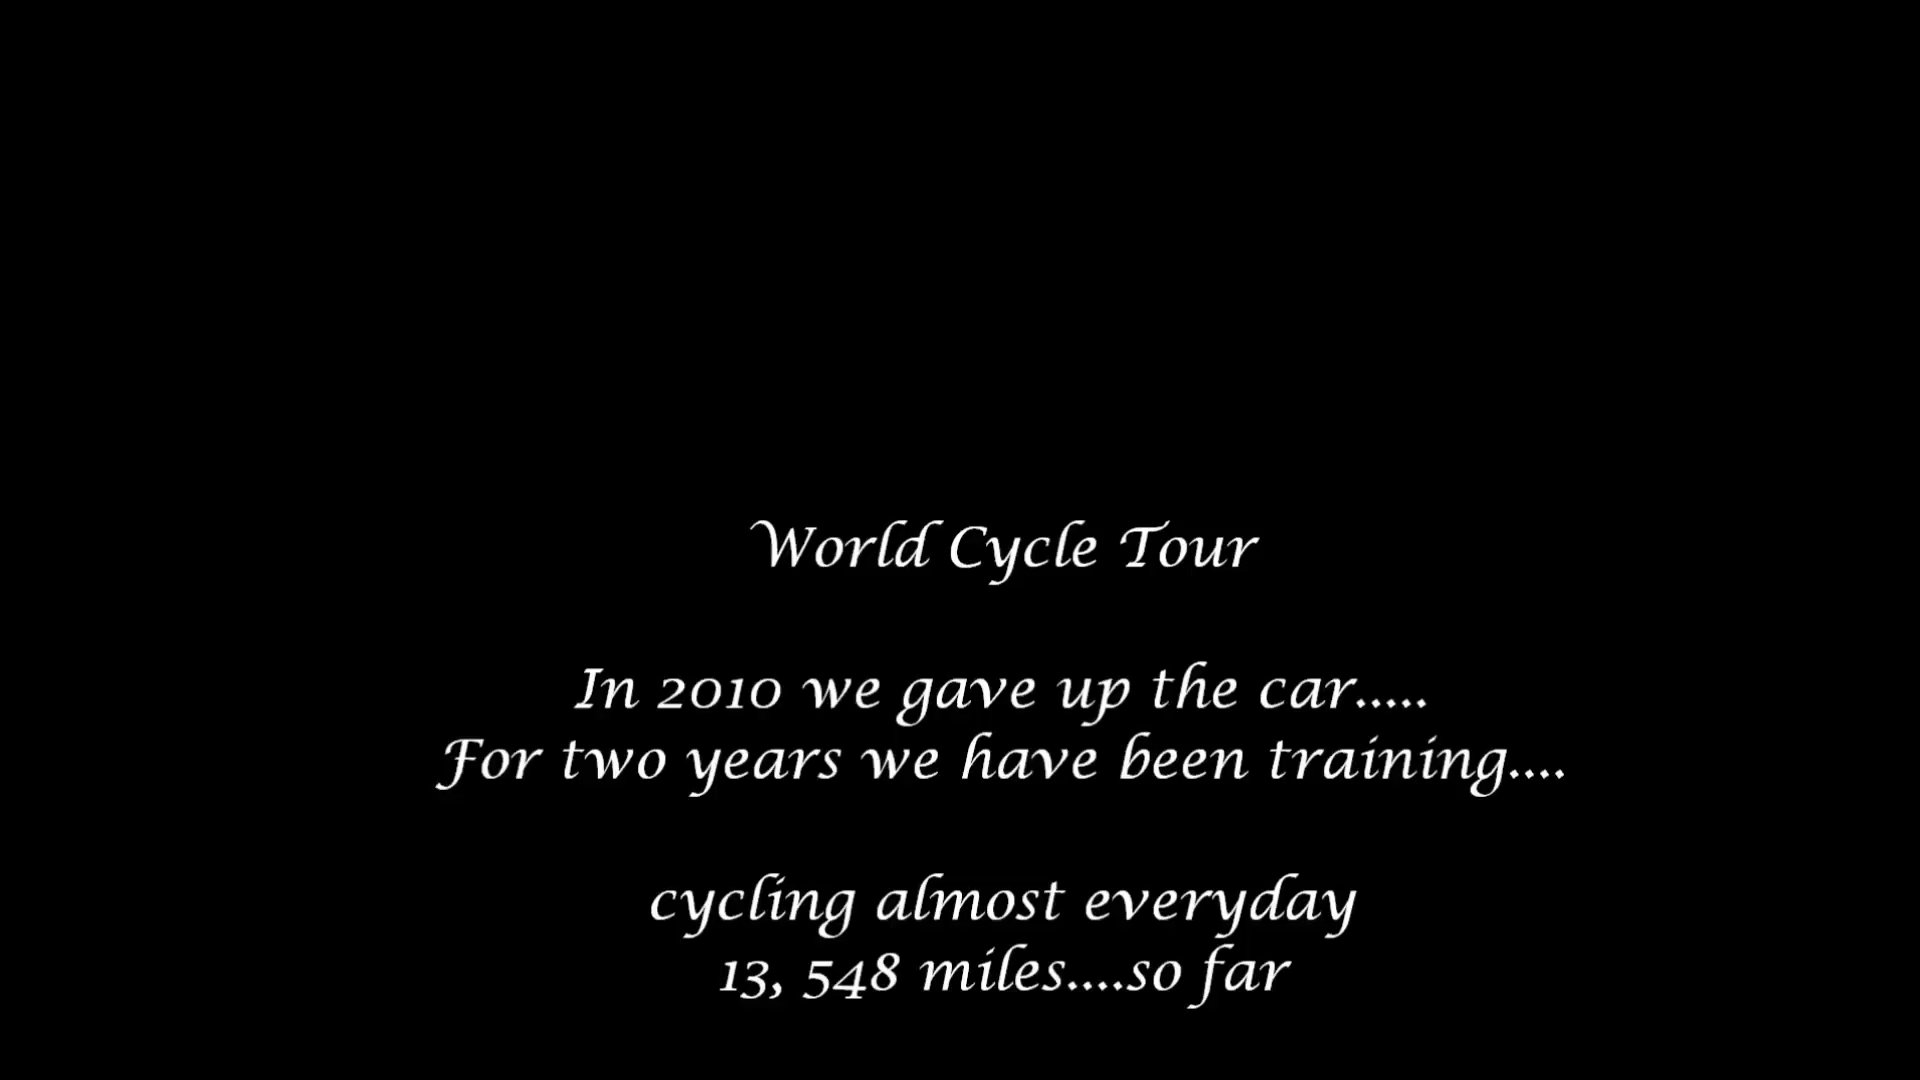 World Cycle Tour
In 2010 we gave up the car.....
For two years we have been training....
cycling almost everyday
13, 548 miles....so far